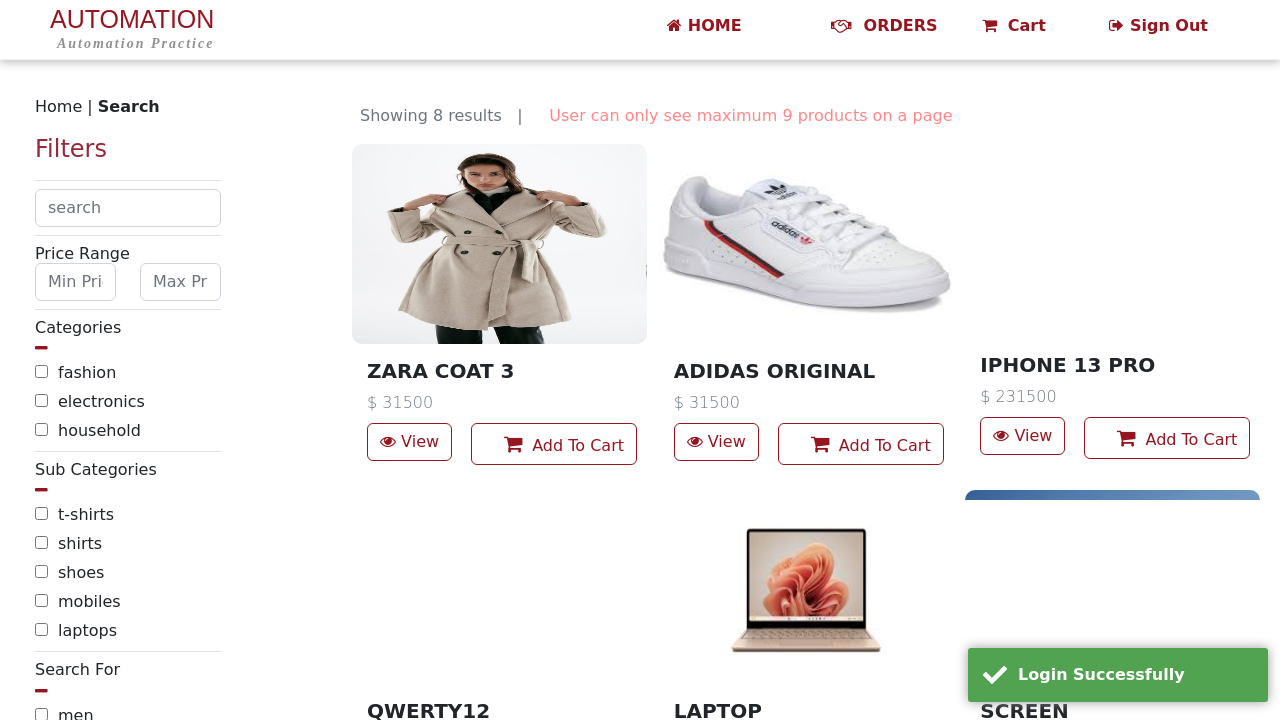 AUTOMATION
Automation Practice
HOME
ORDERS
Cart
Sign Out
Home | Search
Filters
search
Price Range
Min Pri
Max Pr
Categories
fashion
electronics
household
Sub Categories
t-shirts
shirts
shoes
mobiles
laptops
Search For
men
Showing 8 results |
User can only see maximum 9 products on a page
ZARA COAT 3
$ 31500
View
Add To Cart
adidas
ADIDAS ORIGINAL
$ 31500
View
Add To Cart
IPHONE 13 PRO
$ 231500
View
Add To Cart
QWERTY12
LAPTOP
SCREEN
Login Successfully